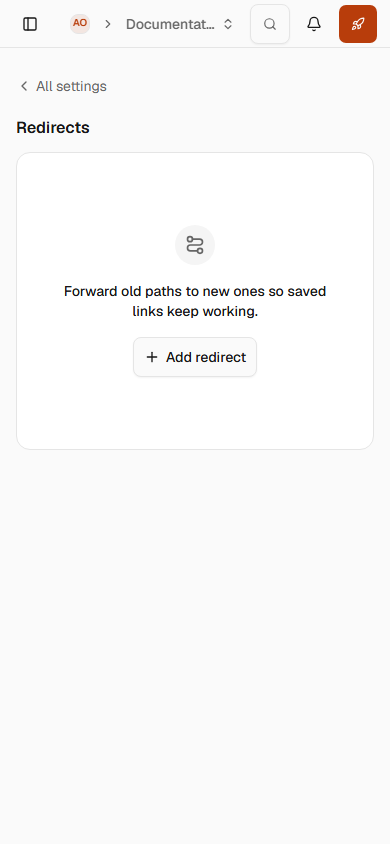 AO
Documentat...
All settings
Redirects
Forward old paths to new ones so saved
links keep working.
Add redirect